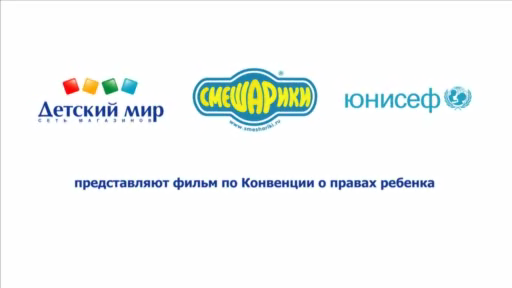 Детский мир
СЕТЬ МАГАЗИНОВ
СМЕШАРИКИ
®
www.smeshariki.ru
юнисеф
представляют фильм по Конвенции о правах ребенка